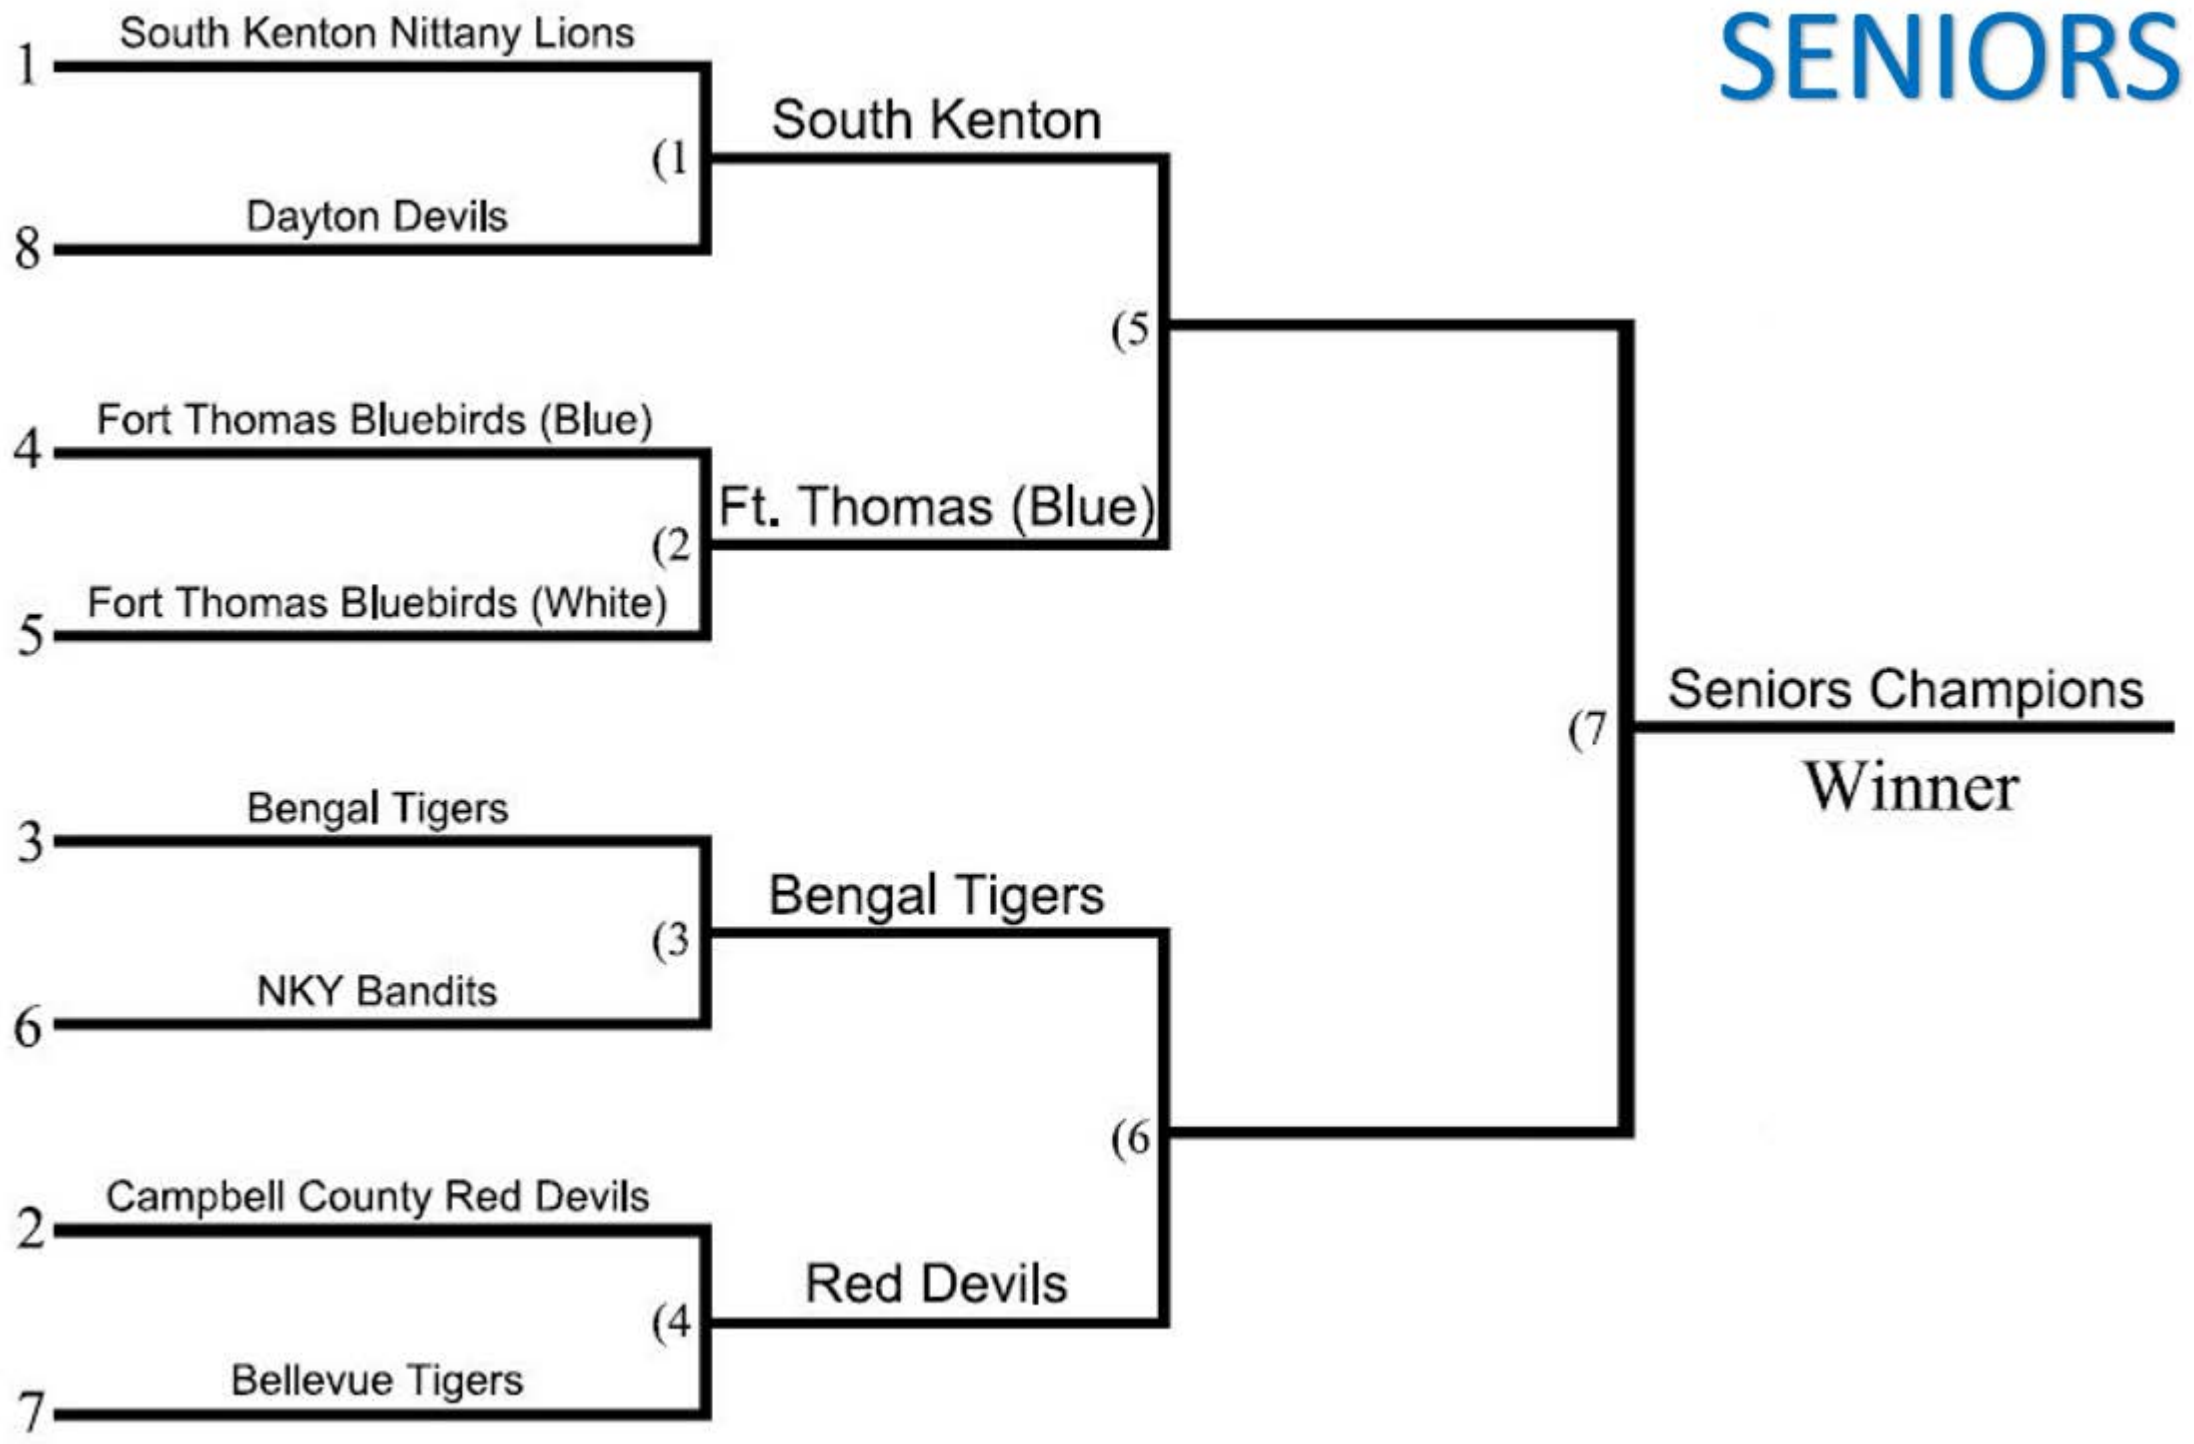 SENIORS
South Kenton Nittany Lions
1
South Kenton
(1
Dayton Devils
8
(5
Fort Thomas Bluebirds (Blue)
4
Ft. Thomas (Blue)
(2
Fort Thomas Bluebirds (White)
5
Seniors Champions
(7
Winner
Bengal Tigers
3
Bengal Tigers
(3
NKY Bandits
6
(6
Campbell County Red Devils
2
Red Devils
(4
Bellevue Tigers
7